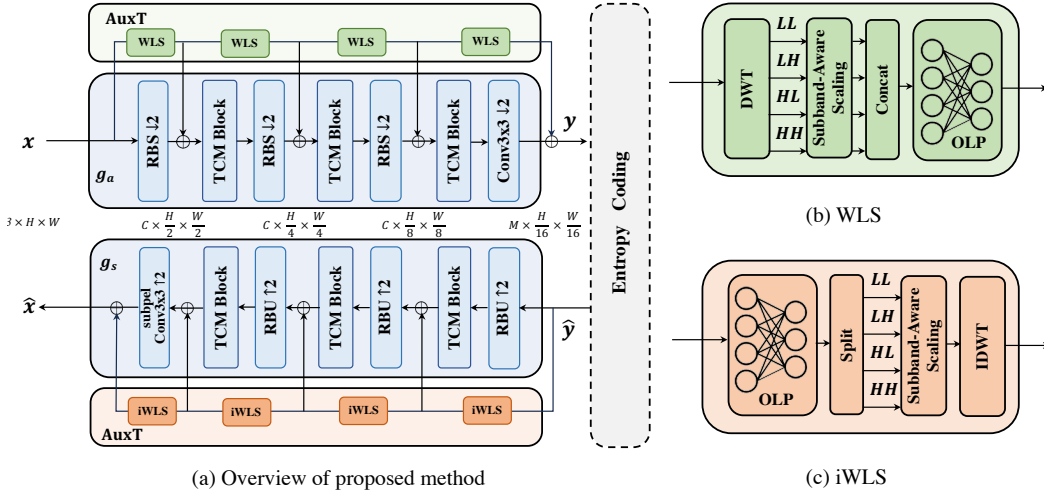 AuxT
WLS WLS WLS WLS
x
RBS ↓2
TCM Block
RBS ↓2
TCM Block
RBS ↓2
TCM Block
Conv3x3 ↓2
y
g_a
3 × H × W
C × H/2 × W/2
C × H/4 × W/4
C × H/8 × W/8
M × H/16 × W/16
Entropy Coding
g_s
x̂
subpel
Conv3x3 ↑2
TCM Block
RBU ↑2
TCM Block
RBU ↑2
TCM Block
RBU ↑2
ŷ
iWLS iWLS iWLS iWLS
AuxT
(a) Overview of proposed method
DWT
LL
LH
HL
HH
Subband-Aware
Scaling
Concat
OLP
(b) WLS
OLP
Split
LL
LH
HL
HH
Subband-Aware
Scaling
IDWT
(c) iWLS